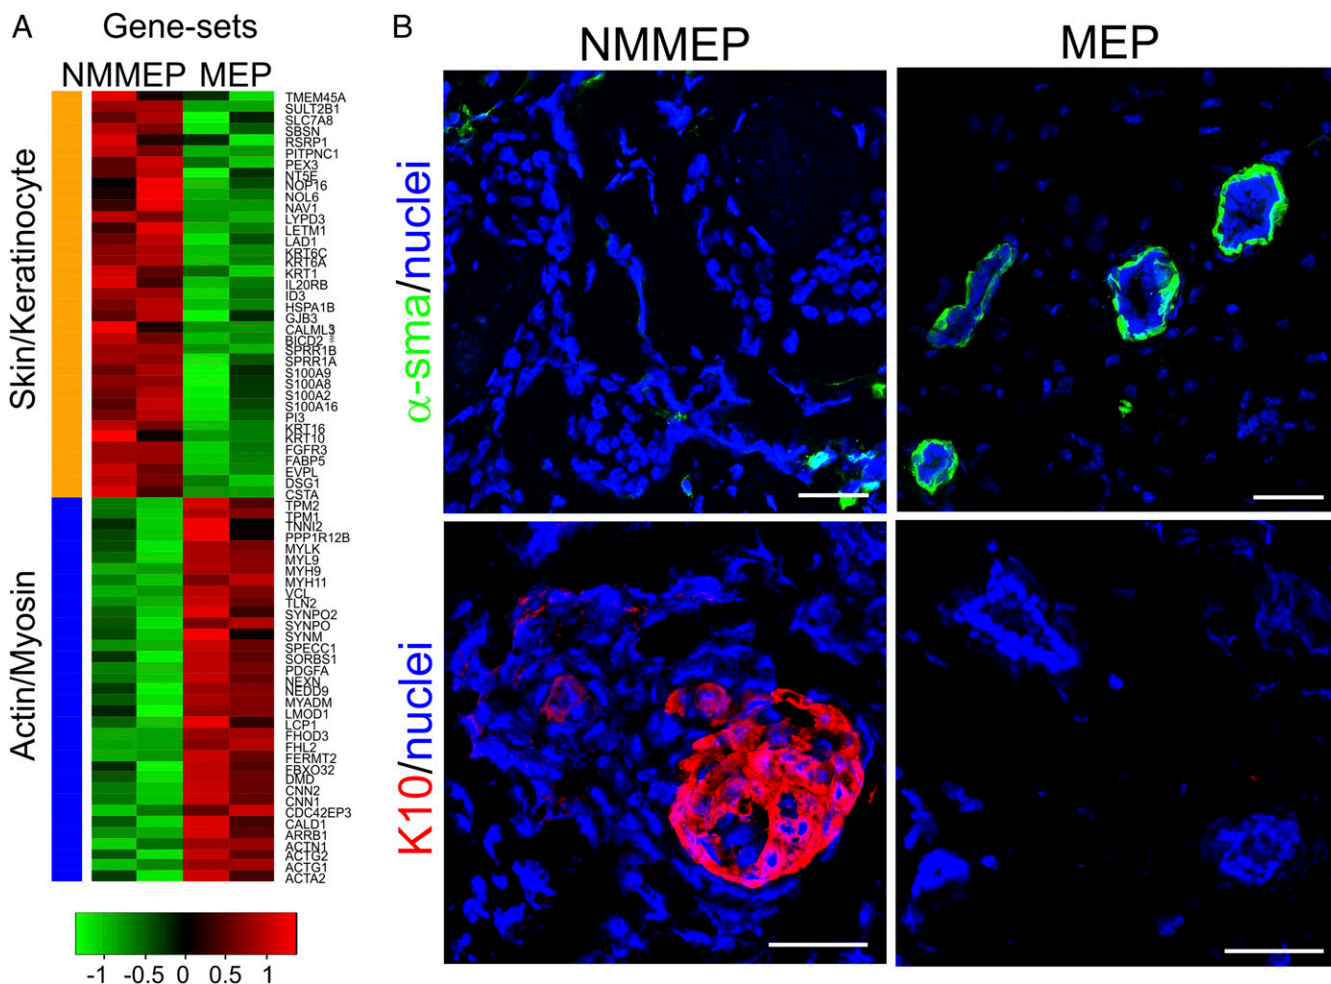 A
Gene-sets
NMMEP MEP
Skin/Keratinocyte
TMEM45A
SULT2B1
SLC7A8
SBSN
RSRP1
PITPNC1
PEX3
NT5E
NOP16
NOL6
NAV1
LYPD3
LETM1
LAD1
KRT6C
KRT6A
KRT1
IL20RB
ID3
HSPA1B
GJB3
CALML3
BICD2
SPRR1B
SPRR1A
S100A9
S100A8
S100A2
S100A16
PI3
KRT16
KRT10
FGFR3
FABP5
EVPL
DSG1
CSTA
Actin/Myosin
TPM2
TPM1
TNNI2
PPP1R12B
MYLK
MYL9
MYH9
MYH11
VCL
TLN2
SYNPO2
SYNPO
SYNM
SPECC1
SORBS1
PDGFA
NEXN
NEDD9
MYADM
LMOD1
LCP1
FHOD3
FHL2
FERMT2
FBXO32
DMD
CNN2
CNN1
CDC42EP3
CALD1
ARRB1
ACTN1
ACTG2
ACTG1
ACTA2
-1 -0.5 0 0.5 1
B
NMMEP MEP
α-sma/nuclei
K10/nuclei